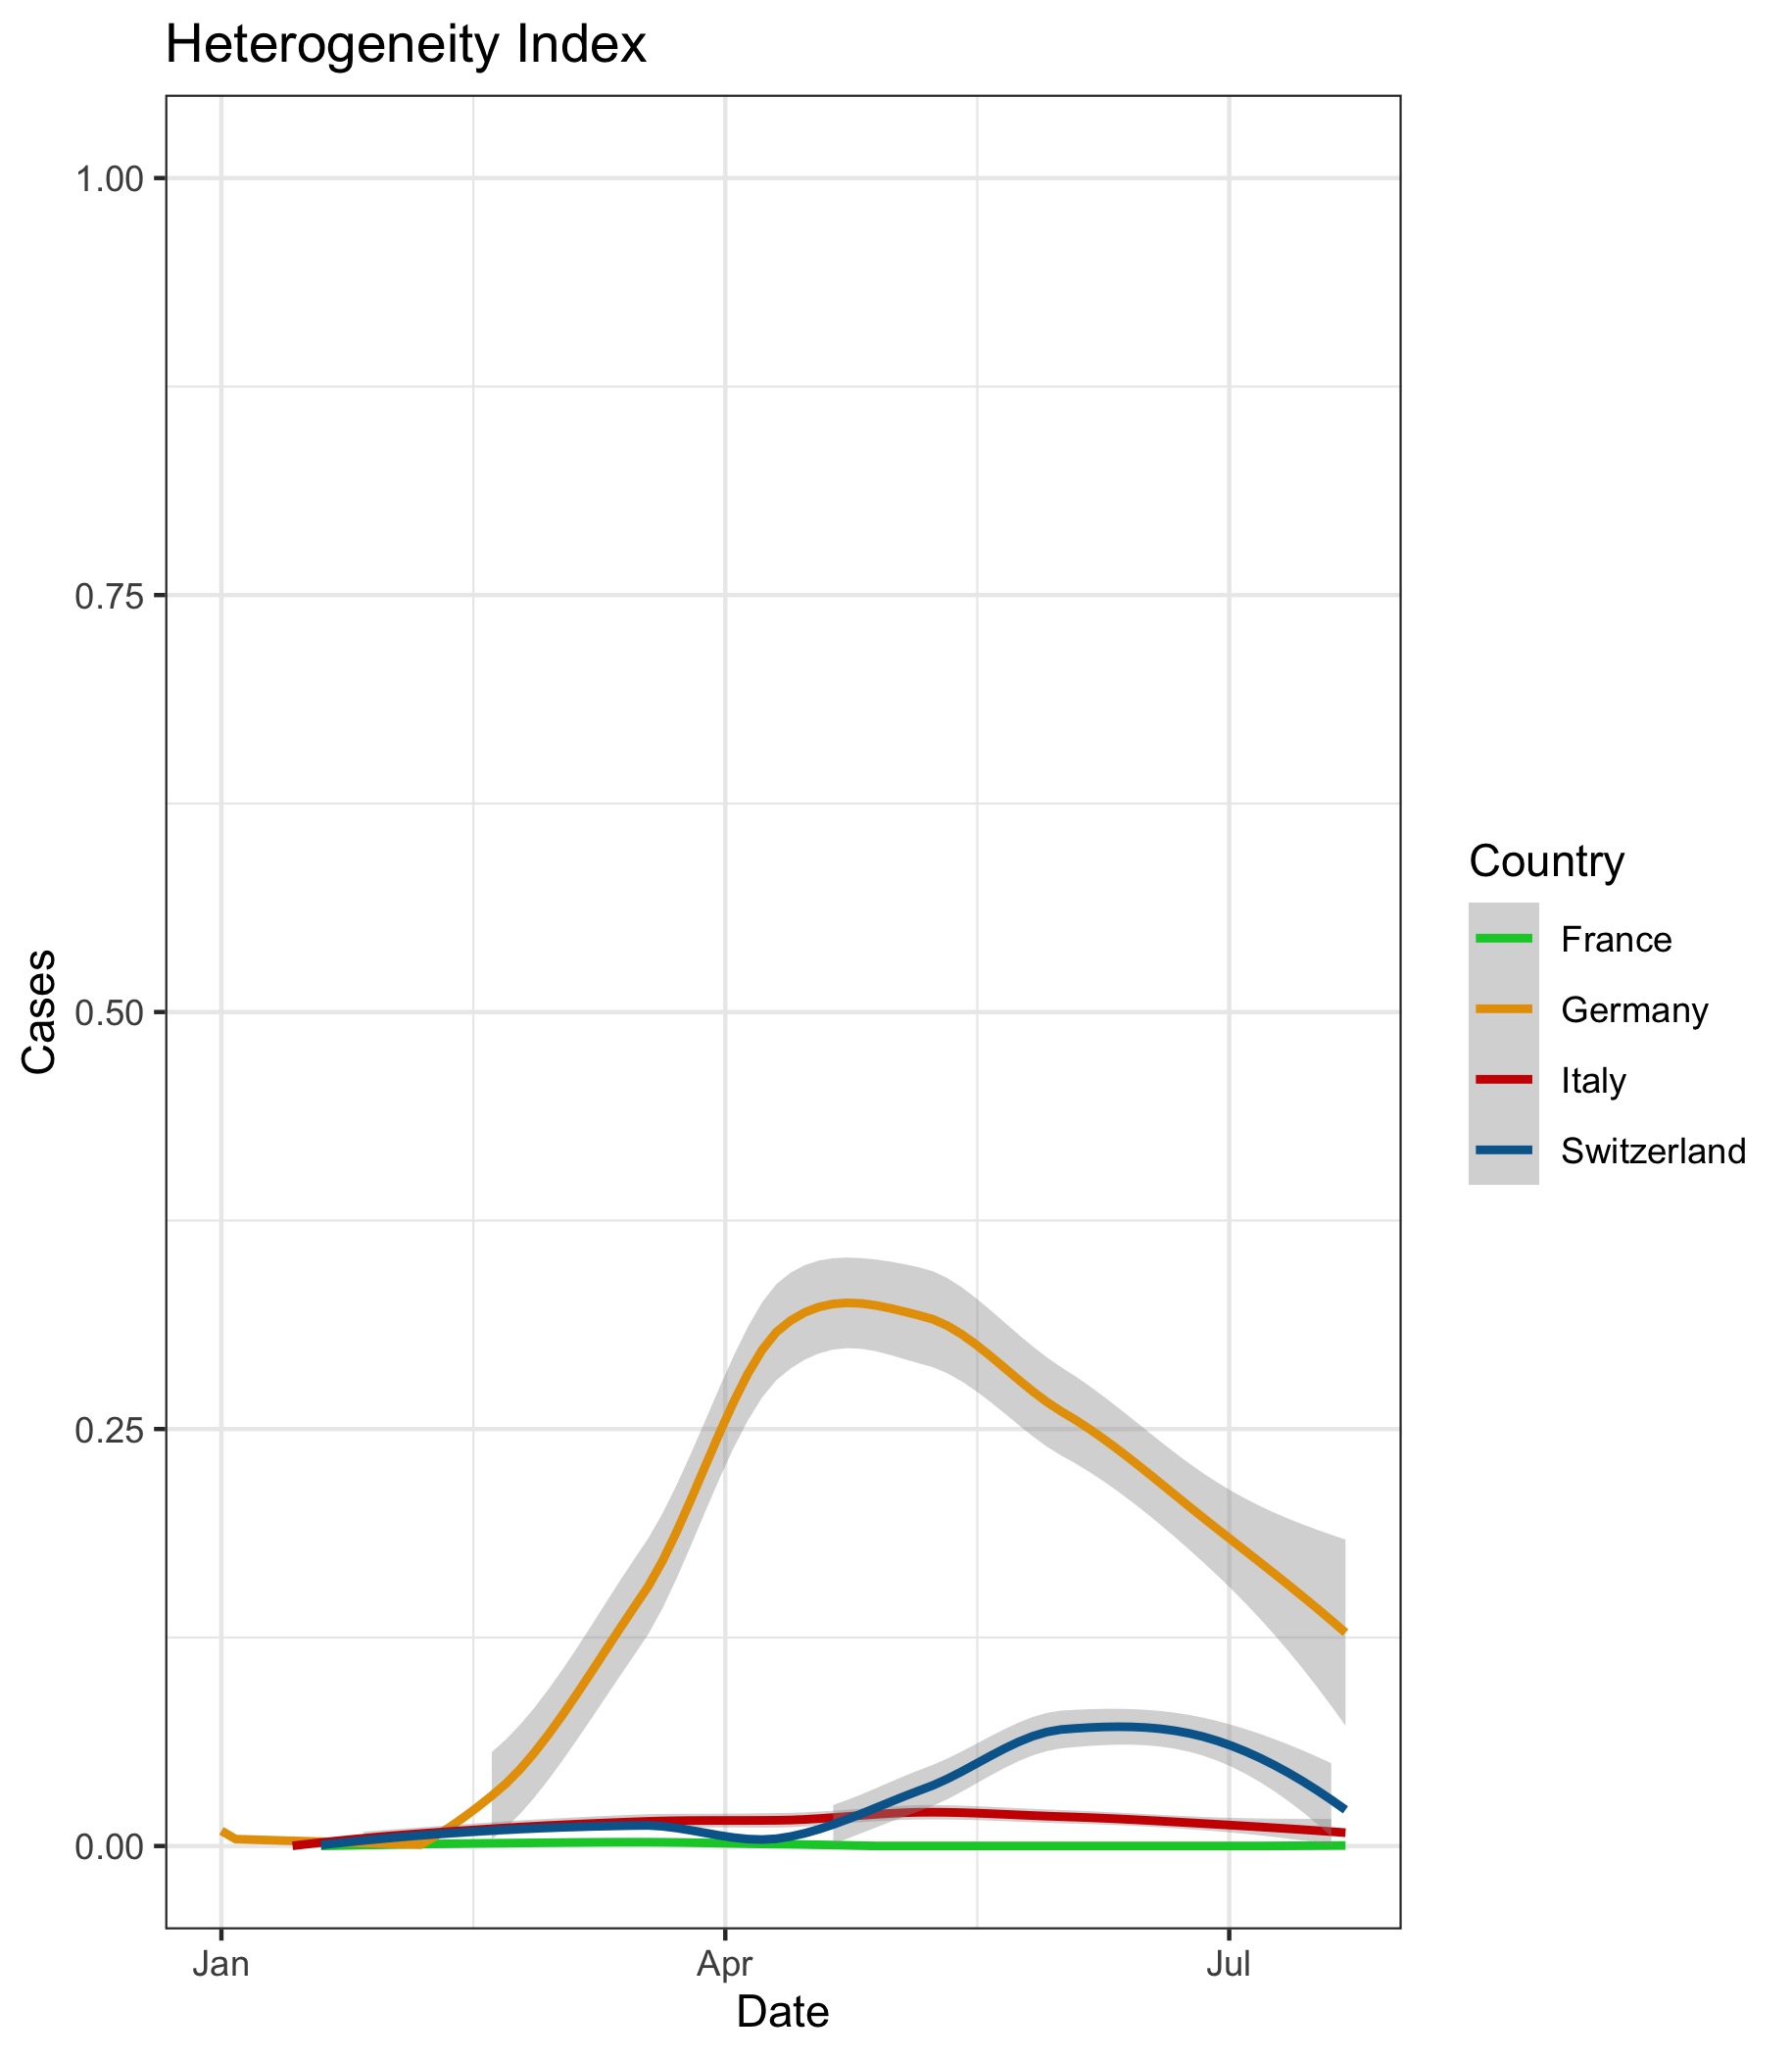 Heterogeneity Index
1.00
0.75
0.50
0.25
0.00
Cases
Jan
Apr
Jul
Date
Country
France
Germany
Italy
Switzerland